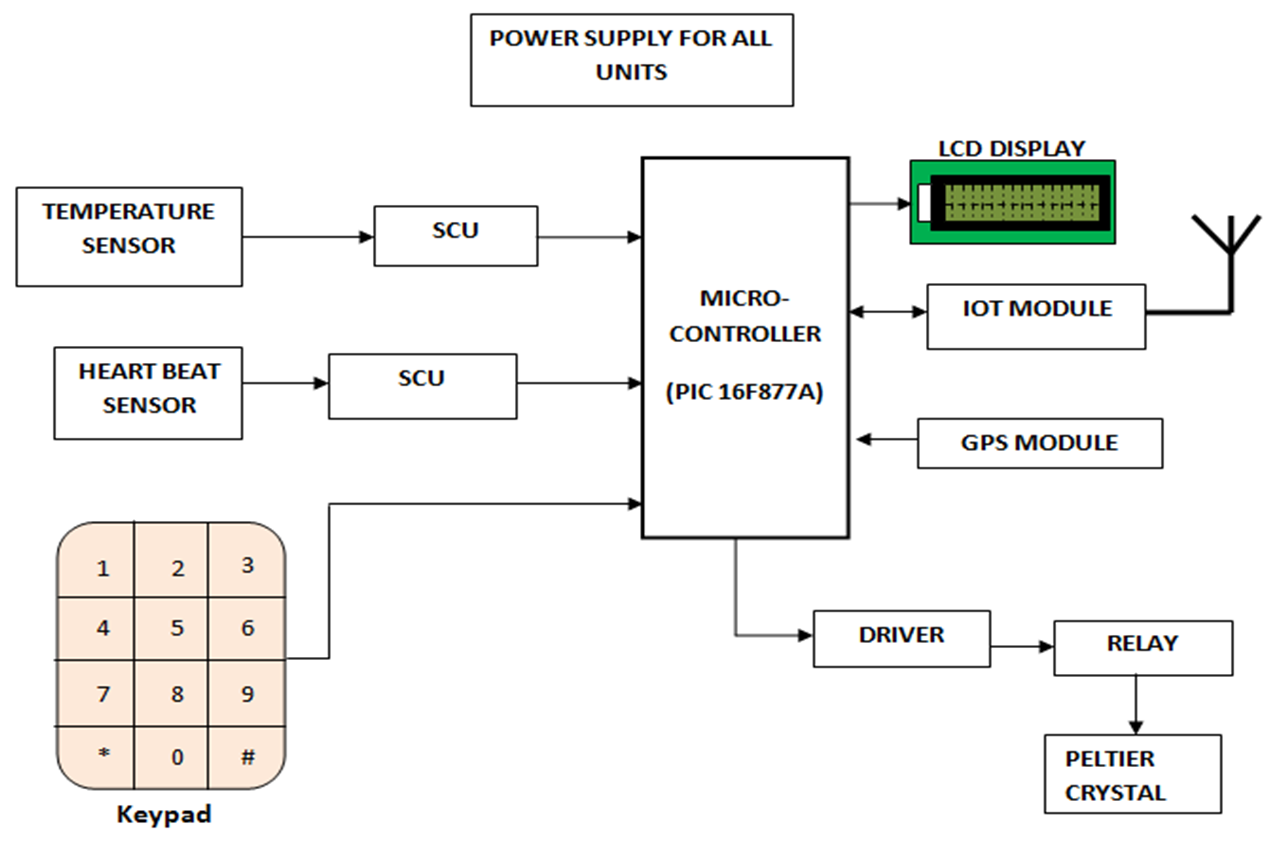 POWER SUPPLY FOR ALL
UNITS
LCD DISPLAY
TEMPERATURE
SENSOR
SCU
MICRO-
CONTROLLER
(PIC 16F877A)
IOT MODULE
HEART BEAT
SENSOR
SCU
GPS MODULE
1 2 3
4 5 6
7 8 9
* 0 #
Keypad
DRIVER
RELAY
PELTIER
CRYSTAL